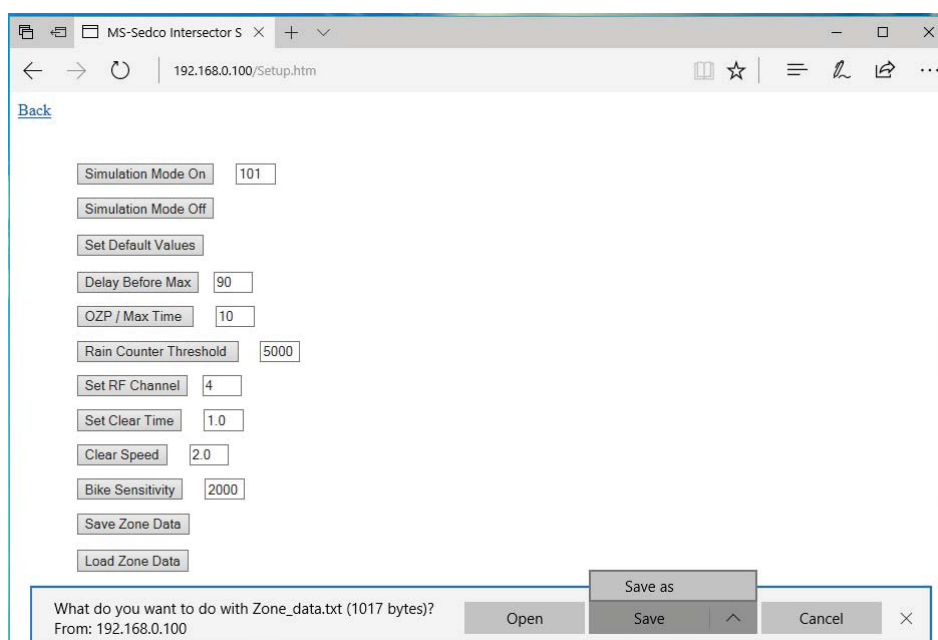 MS-Sedco Intersector S
192.168.0.100/Setup.htm
Back
Simulation Mode On 101
Simulation Mode Off
Set Default Values
Delay Before Max 90
OZP / Max Time 10
Rain Counter Threshold 5000
Set RF Channel 4
Set Clear Time 1.0
Clear Speed 2.0
Bike Sensitivity 2000
Save Zone Data
Load Zone Data
Save as
What do you want to do with Zone_data.txt (1017 bytes)?
From: 192.168.0.100
Open Save Cancel